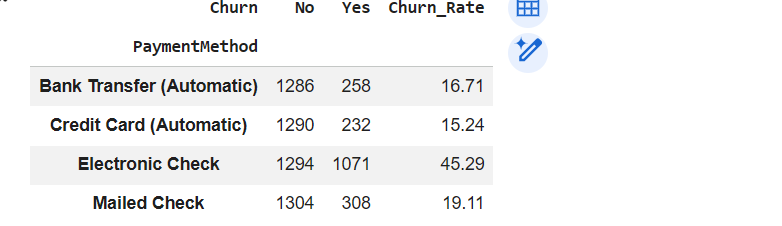 Churn No Yes Churn_Rate
PaymentMethod
Bank Transfer (Automatic) 1286 258 16.71
Credit Card (Automatic) 1290 232 15.24
Electronic Check 1294 1071 45.29
Mailed Check 1304 308 19.11